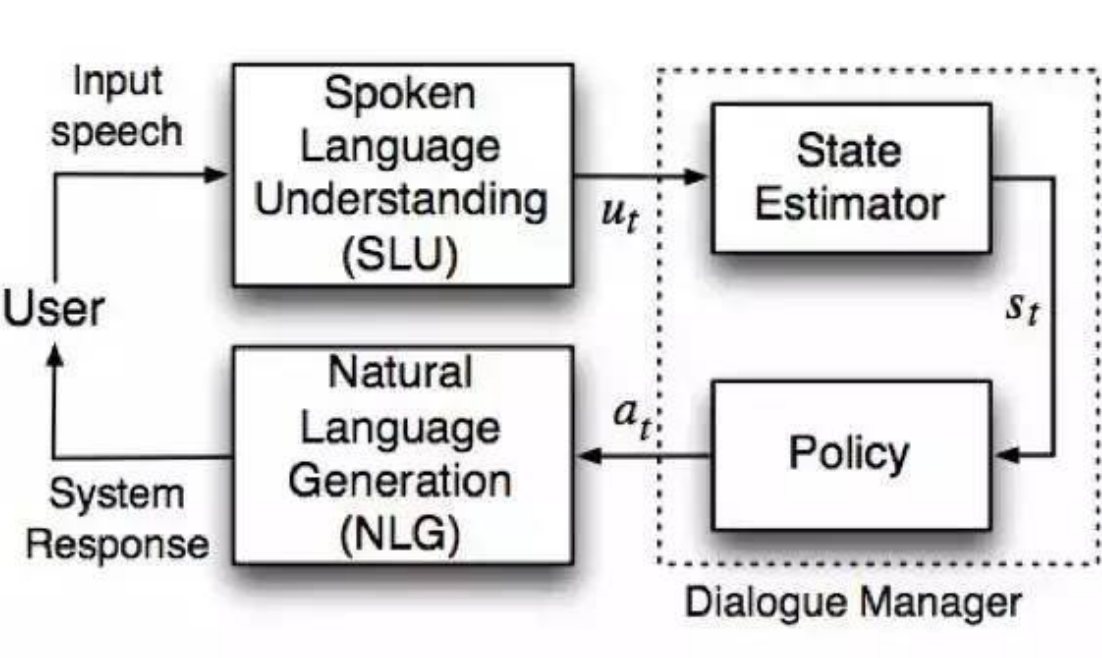 Input
speech
Spoken
Language
Understanding
(SLU)
u_t
State
Estimator
s_t
User
Natural
Language
Generation
(NLG)
a_t
Policy
System
Response
Dialogue Manager